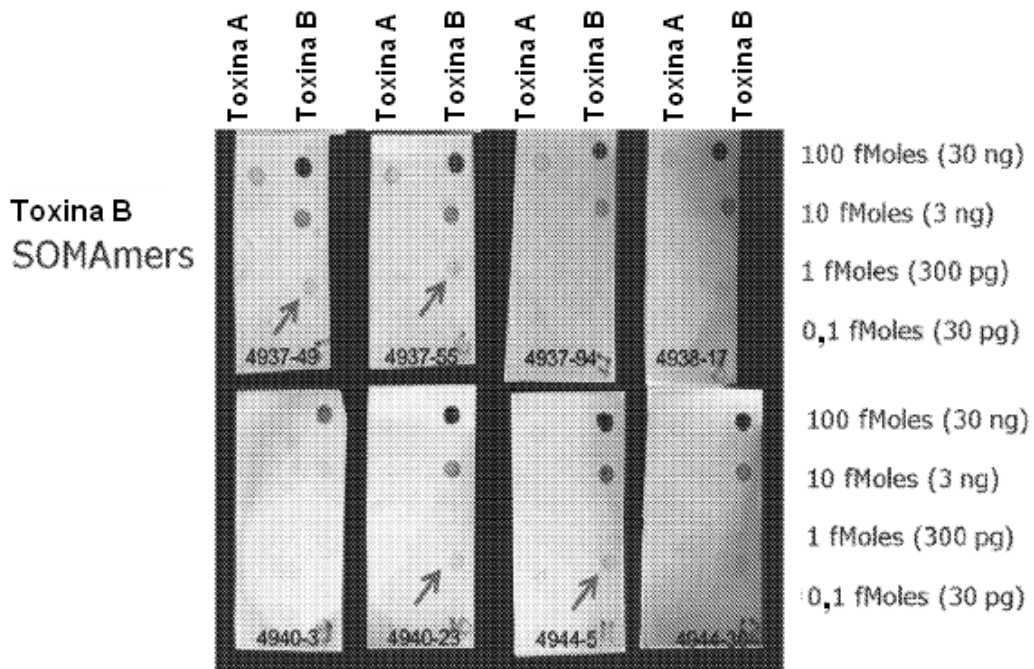 Toxina A Toxina B Toxina A Toxina B Toxina A Toxina B Toxina A Toxina B
100 fMoles (30 ng)
Toxina B
SOMAmers
10 fMoles (3 ng)
1 fMoles (300 pg)
0,1 fMoles (30 pg)
4937-49 4937-55 4937-94 4938-17
100 fMoles (30 ng)
10 fMoles (3 ng)
1 fMoles (300 pg)
0,1 fMoles (30 pg)
4940-3 4940-23 4944-5